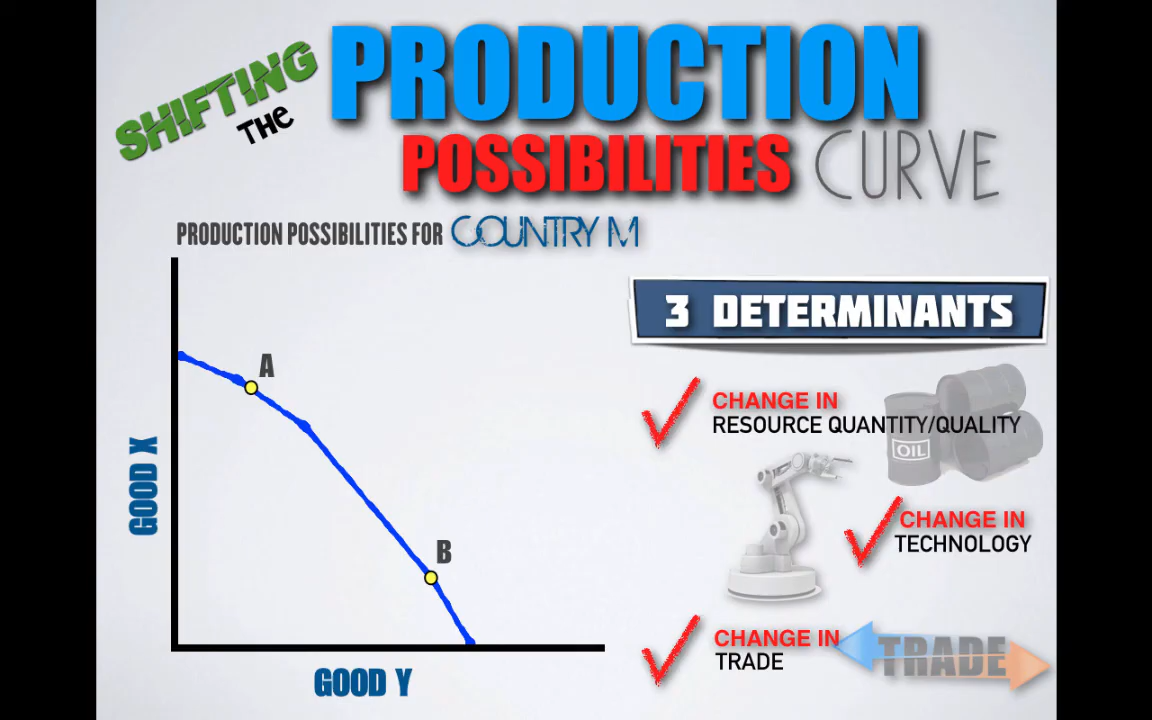 SHIFTING
THE
PRODUCTION
POSSIBILITIES CURVE
PRODUCTION POSSIBILITIES FOR COUNTRY M
3 DETERMINANTS
A
CHANGE IN
RESOURCE QUANTITY/QUALITY
OIL
GOOD X
CHANGE IN
TECHNOLOGY
B
CHANGE IN
TRADE
TRADE
GOOD Y